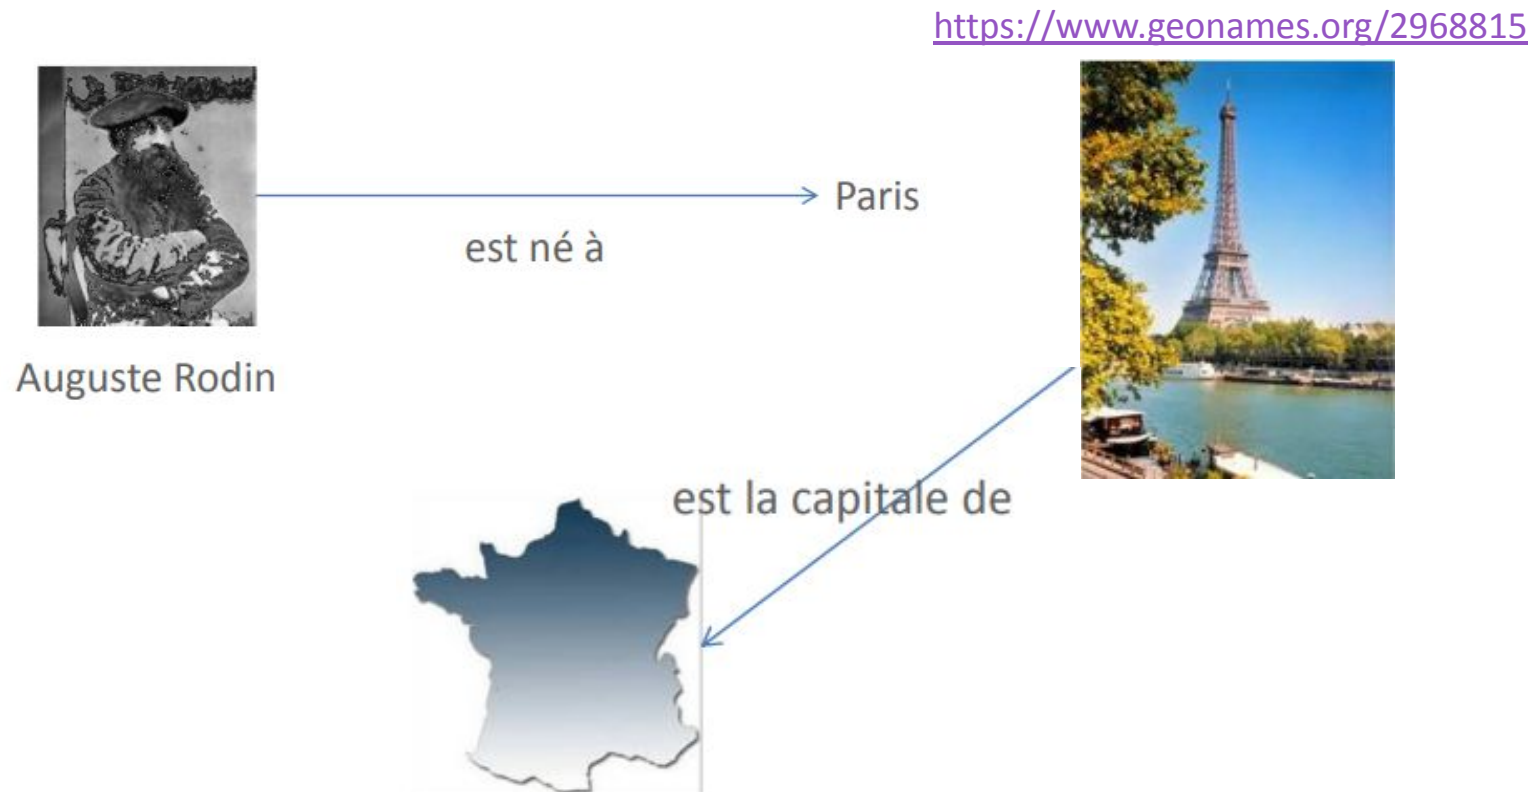 https://www.geonames.org/2968815
Paris
est né à
Auguste Rodin
est la capitale de